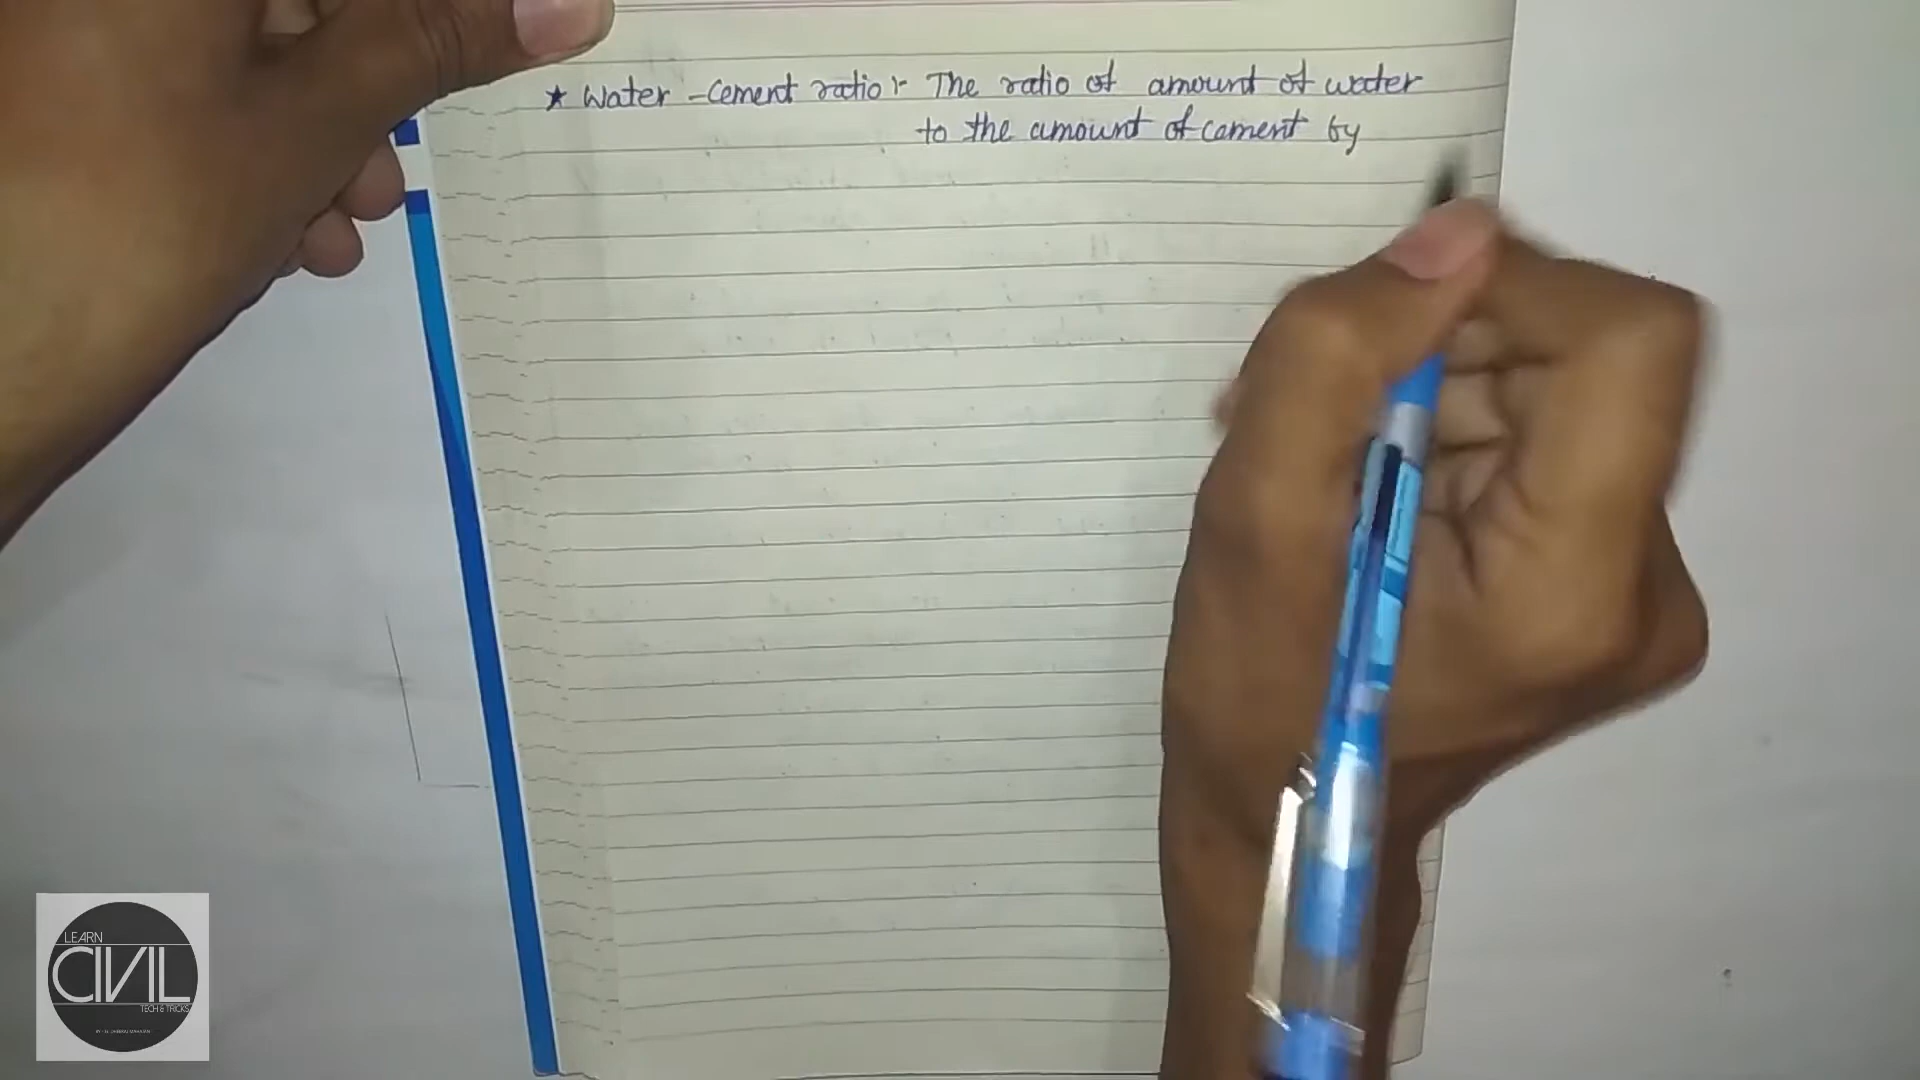 ★ Water - Cement ratio :- The ratio of amount of water
to the amount of cement by
LEARN
CIVIL
TECH & TRICKS